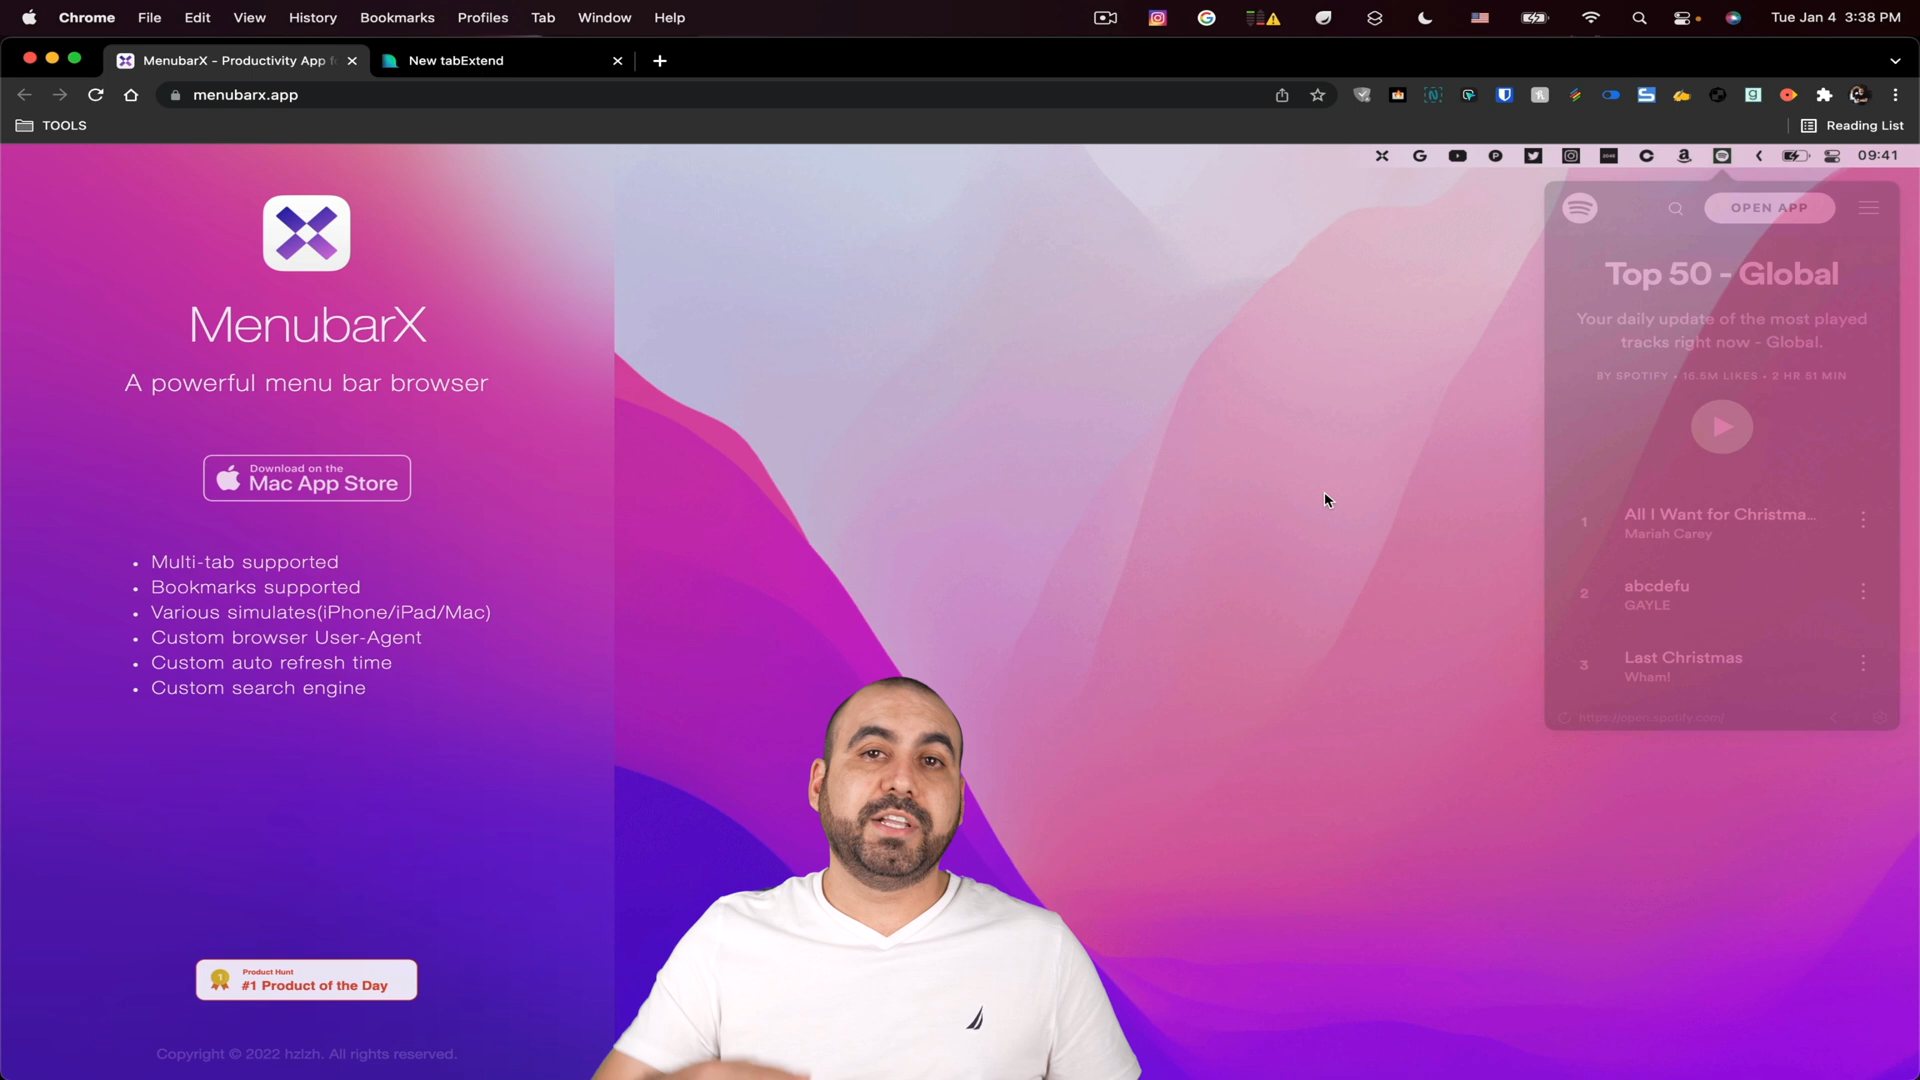 Chrome File Edit View History Bookmarks Profiles Tab Window Help Tue Jan 4 3:38 PM
MenubarX - Productivity App f New tabExtend
menubarx.app
TOOLS Reading List
09:41
MenubarX
A powerful menu bar browser
Download on the
Mac App Store
• Multi-tab supported
• Bookmarks supported
• Various simulates(iPhone/iPad/Mac)
• Custom browser User-Agent
• Custom auto refresh time
• Custom search engine
Product Hunt
#1 Product of the Day
Copyright © 2022 hzlzh. All rights reserved.
OPEN APP
Top 50 - Global
Your daily update of the most played
tracks right now - Global.
BY SPOTIFY • 16.5M LIKES • 2 HR 51 MIN
1 All I Want for Christma...
Mariah Carey
2 abcdefu
GAYLE
3 Last Christmas
Wham!
https://open.spotify.com/